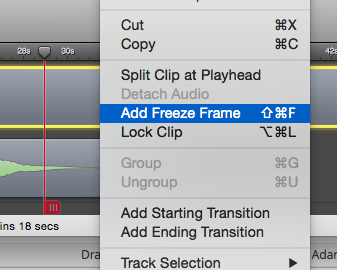 Cut ⌘X
Copy ⌘C
28s 30s 42s
Split Clip at Playhead
Detach Audio
Add Freeze Frame ⇧⌘F
Lock Clip ⌥⌘L
Group ⌘G
Ungroup ⌘U
Add Starting Transition
ins 18 secs
Add Ending Transition
Dra Adan
Track Selection ▶